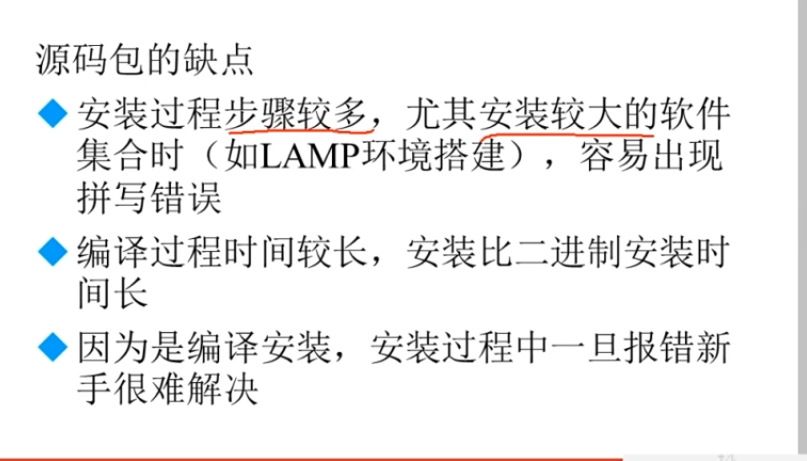 源码包的缺点
安装过程步骤较多，尤其安装较大的软件
集合时（如LAMP环境搭建），容易出现
拼写错误
编译过程时间较长，安装比二进制安装时
间长
因为是编译安装，安装过程中一旦报错新
手很难解决